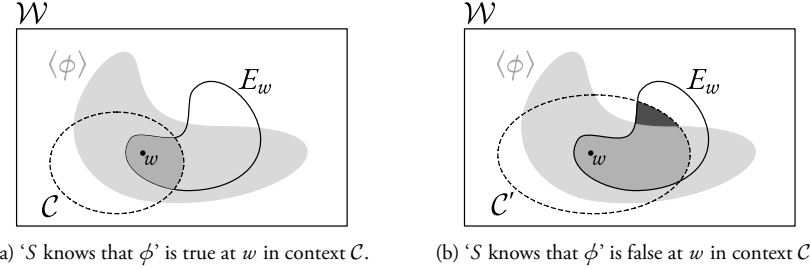 𝒲
⟨ϕ⟩
E_w
w
𝒞
a) ‘S knows that ϕ’ is true at w in context 𝒞.
𝒲
⟨ϕ⟩
E_w
w
𝒞′
(b) ‘S knows that ϕ’ is false at w in context 𝒞